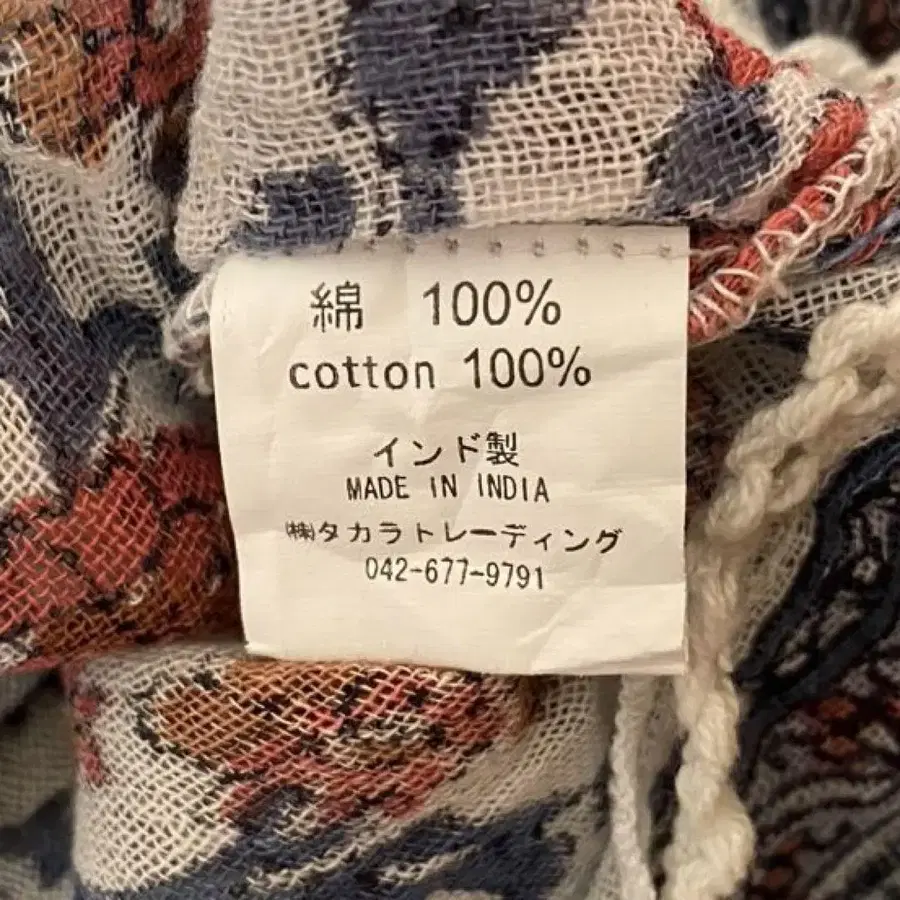 綿 100%
cotton 100%
インド製
MADE IN INDIA
㈱タカラトレーディング
042-677-9791